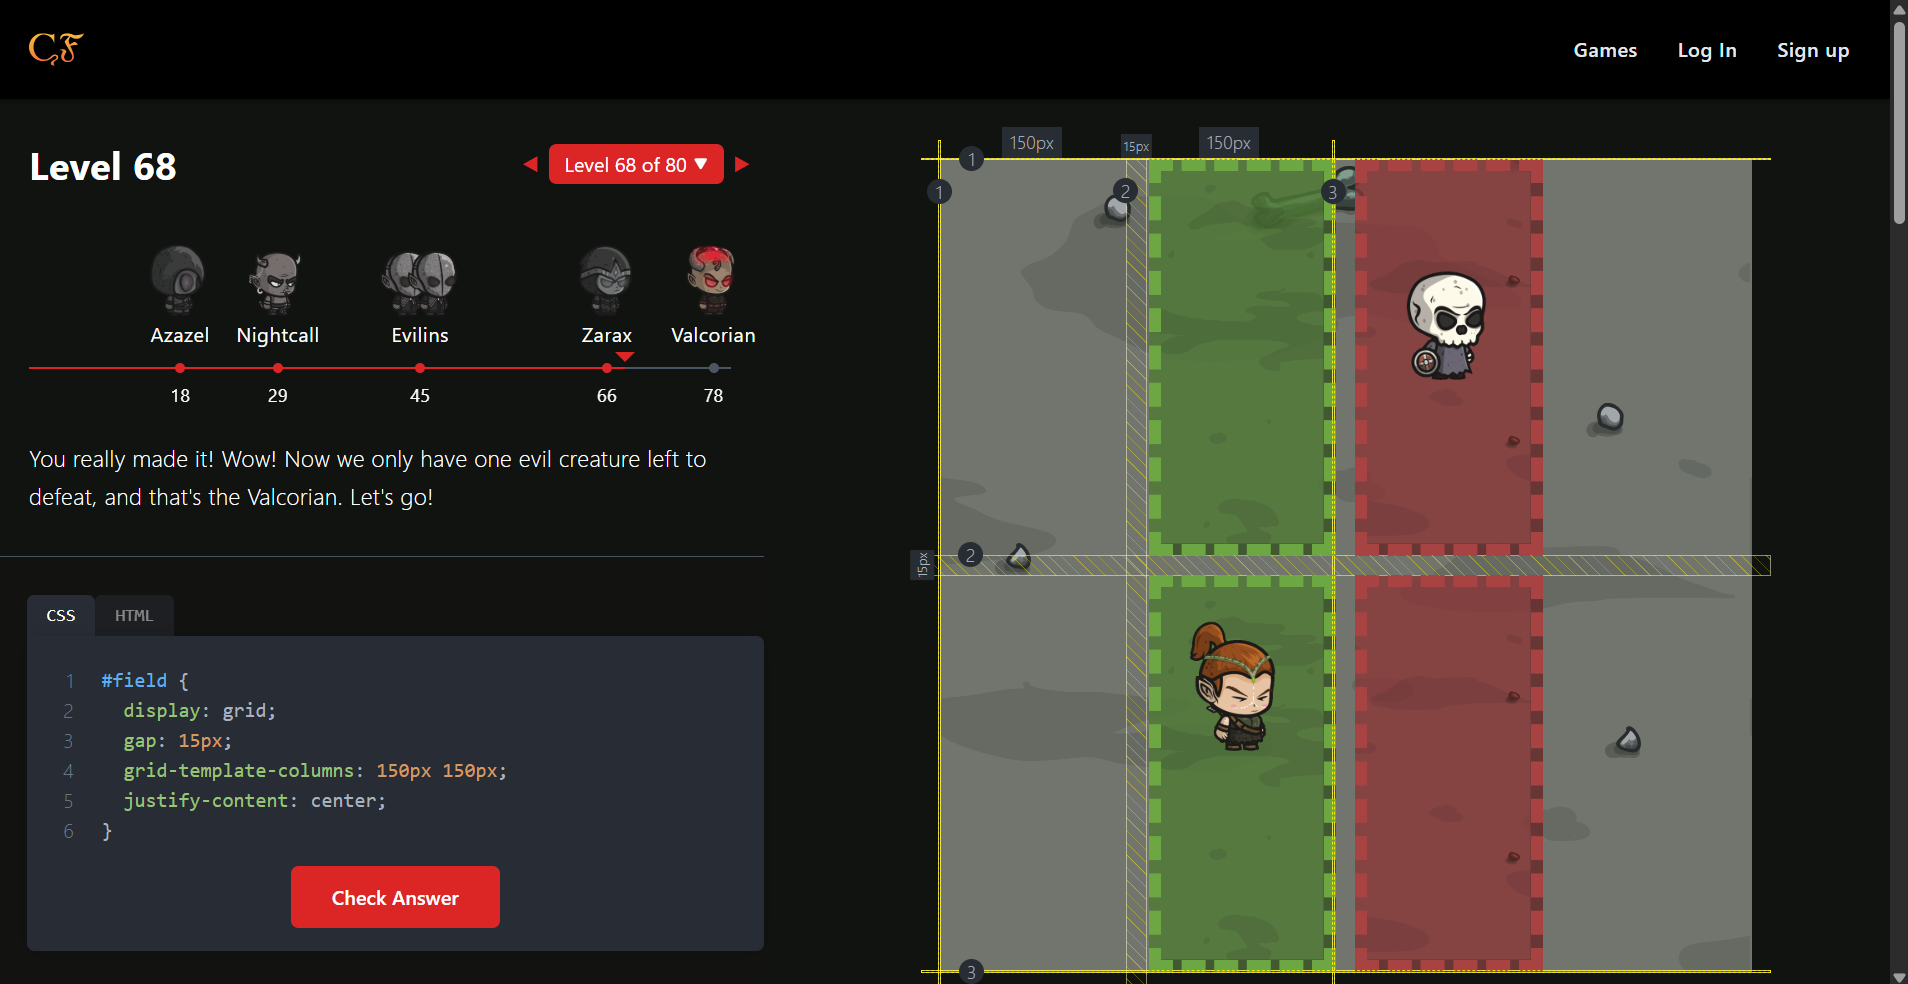 CF
Games
Log In
Sign up
Level 68
Level 68 of 80 ▼
Azazel
Nightcall
Evilins
Zarax
Valcorian
18
29
45
66
78
You really made it! Wow! Now we only have one evil creature left to
defeat, and that's the Valcorian. Let's go!
CSS
HTML
1 #field {
2 display: grid;
3 gap: 15px;
4 grid-template-columns: 150px 150px;
5 justify-content: center;
6 }
Check Answer
150px
15px
150px
1
1
2
3
2
15px
3